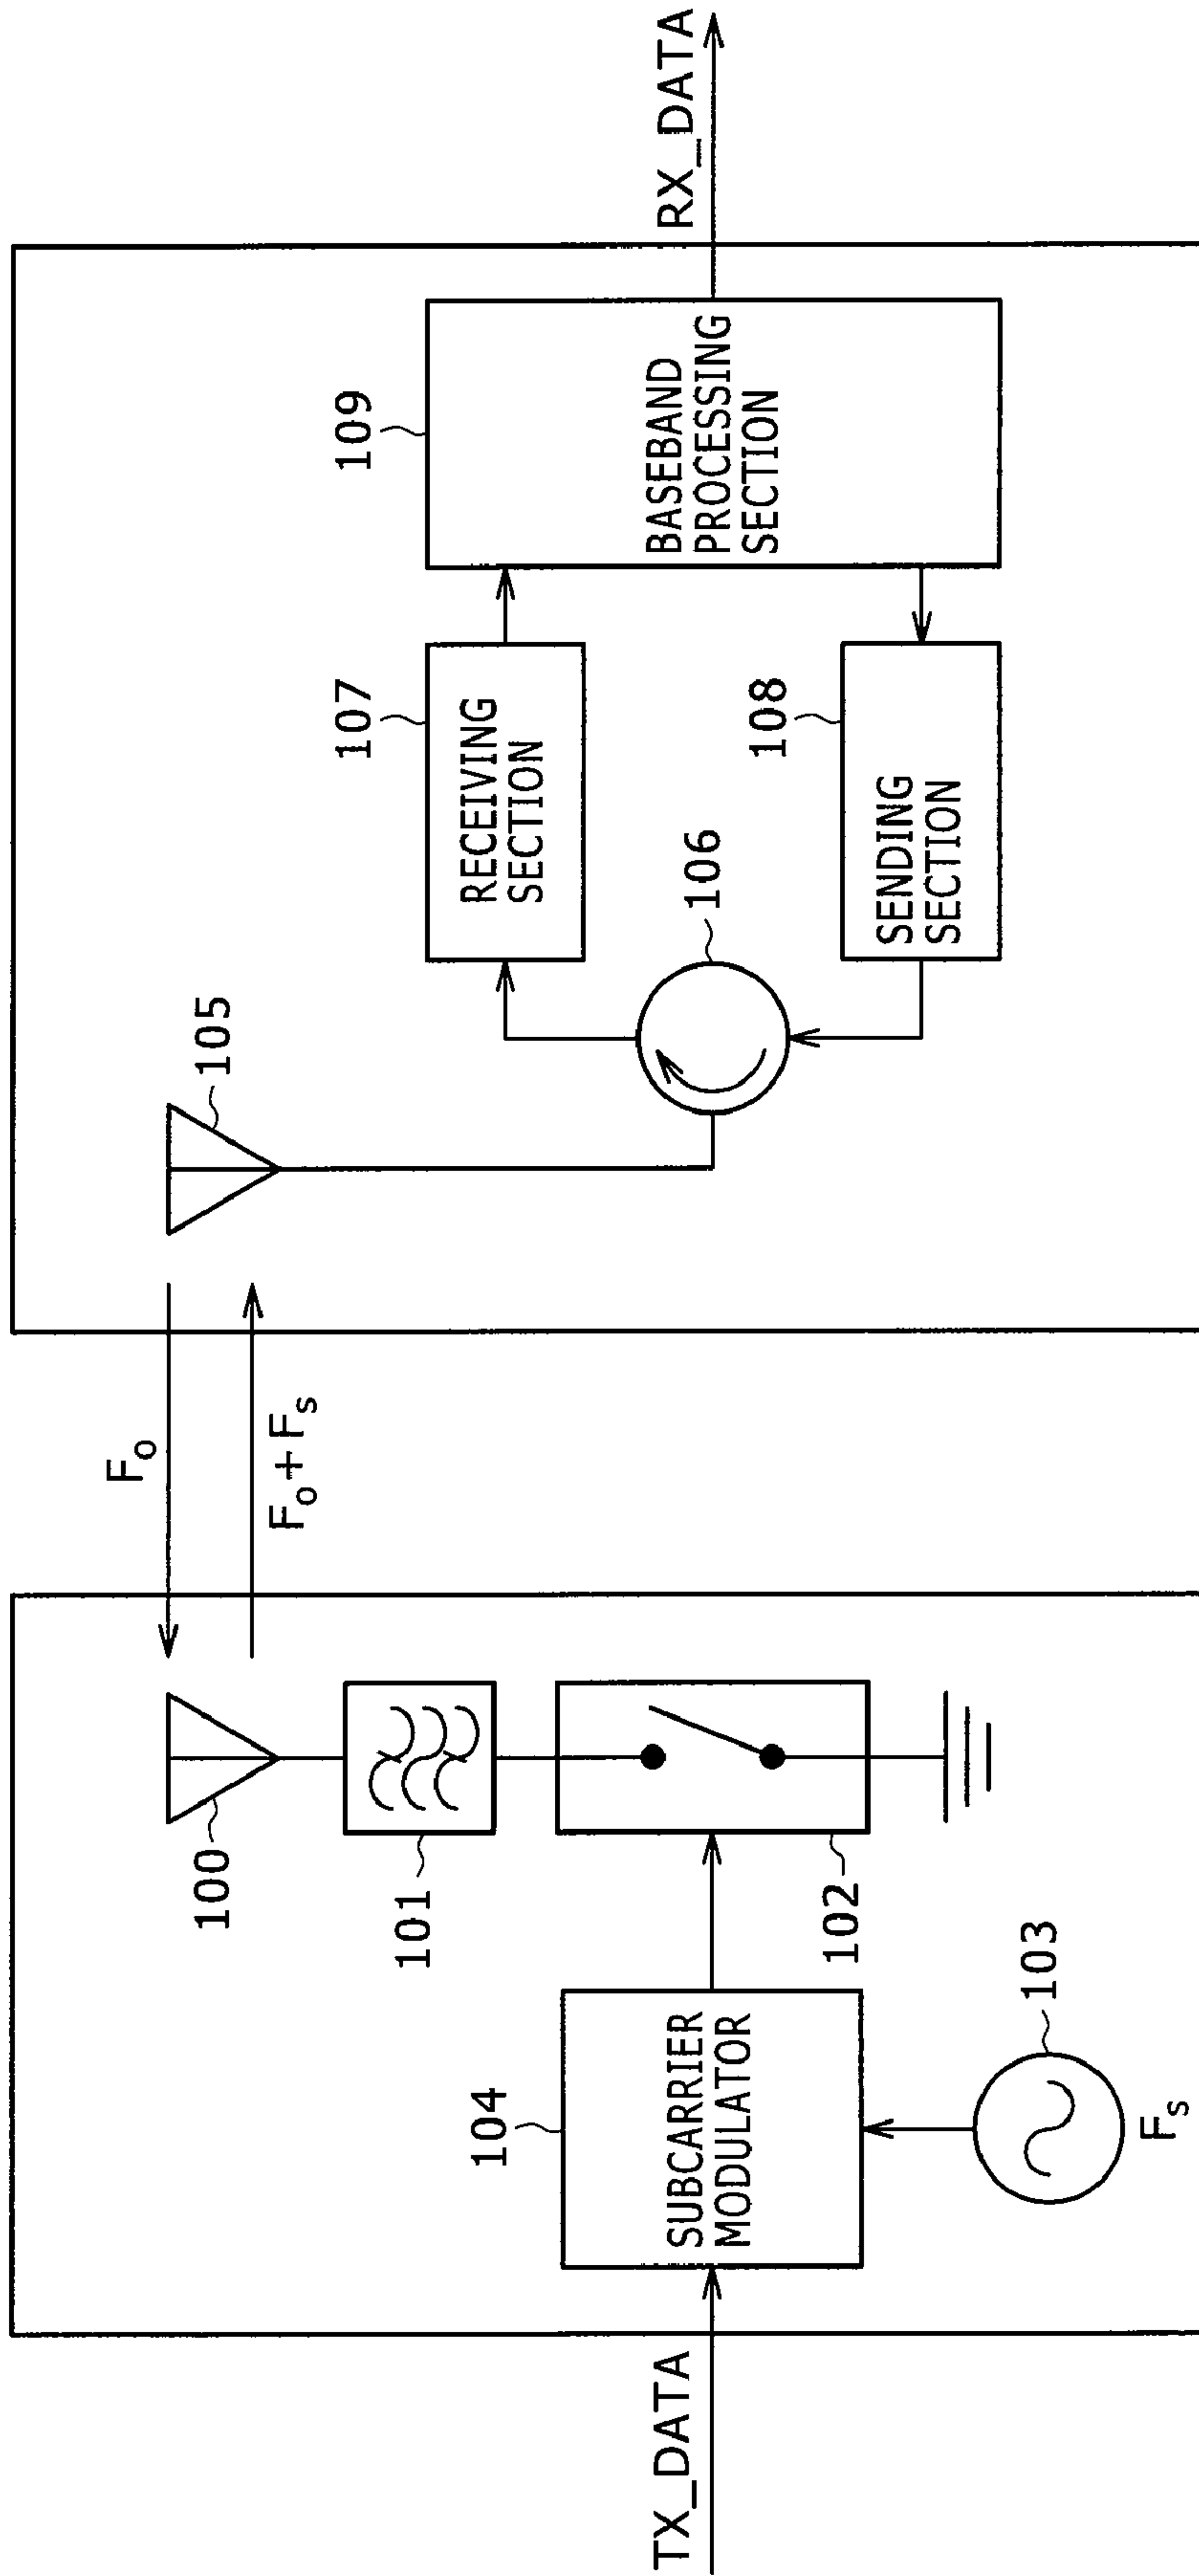 TX_DATA
104
SUBCARRIER
MODULATOR
103
Fs
100
101
102
Fo
Fo+Fs
105
106
107
RECEIVING
SECTION
108
SENDING
SECTION
109
BASEBAND
PROCESSING
SECTION
RX_DATA